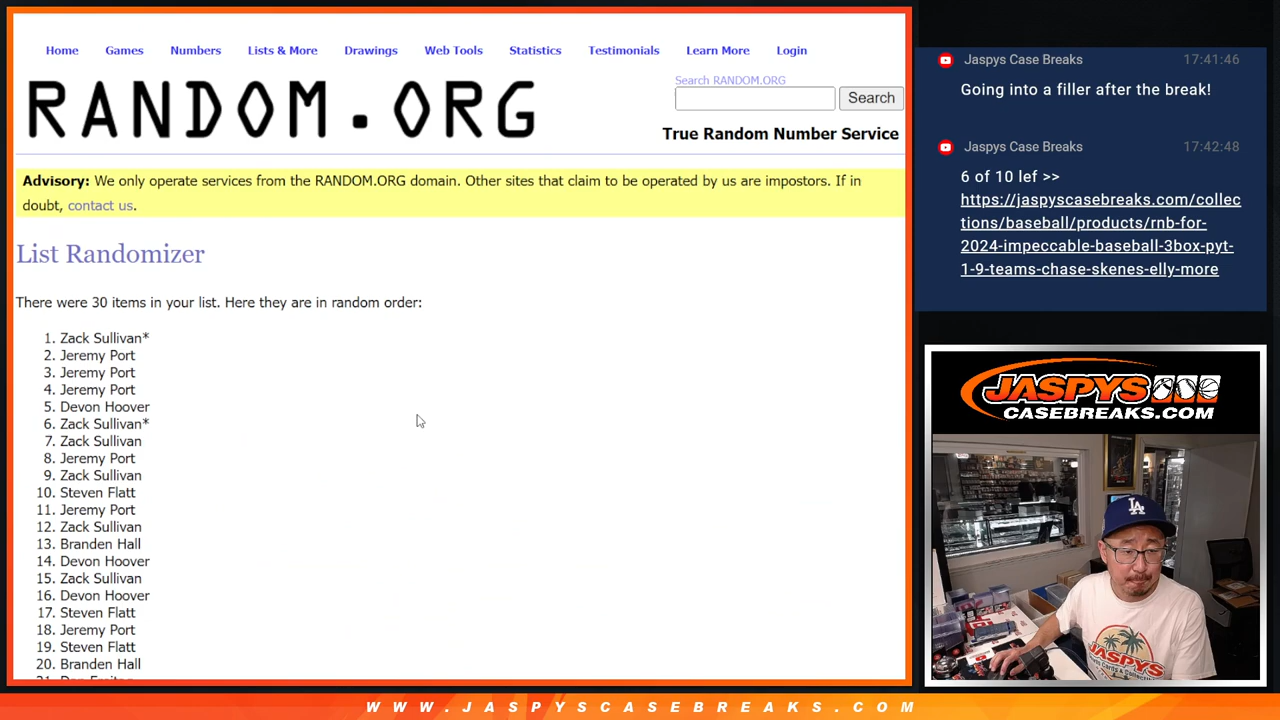 Home Games Numbers Lists & More Drawings Web Tools Statistics Testimonials Learn More Login
RANDOM.ORG
Search RANDOM.ORG
Search
True Random Number Service
Advisory: We only operate services from the RANDOM.ORG domain. Other sites that claim to be operated by us are impostors. If in
doubt, contact us.
List Randomizer
There were 30 items in your list. Here they are in random order:
1. Zack Sullivan*
2. Jeremy Port
3. Jeremy Port
4. Jeremy Port
5. Devon Hoover
6. Zack Sullivan*
7. Zack Sullivan
8. Jeremy Port
9. Zack Sullivan
10. Steven Flatt
11. Jeremy Port
12. Zack Sullivan
13. Branden Hall
14. Devon Hoover
15. Zack Sullivan
16. Devon Hoover
17. Steven Flatt
18. Jeremy Port
19. Steven Flatt
20. Branden Hall
Jaspys Case Breaks 17:41:46
Going into a filler after the break!
Jaspys Case Breaks 17:42:48
6 of 10 lef >>
https://jaspyscasebreaks.com/collec
tions/baseball/products/rnb-for-
2024-impeccable-baseball-3box-pyt-
1-9-teams-chase-skenes-elly-more
JASPYS
CASEBREAKS.COM
LA
JASPYS
WWW.JASPYSCASEBREAKS.COM